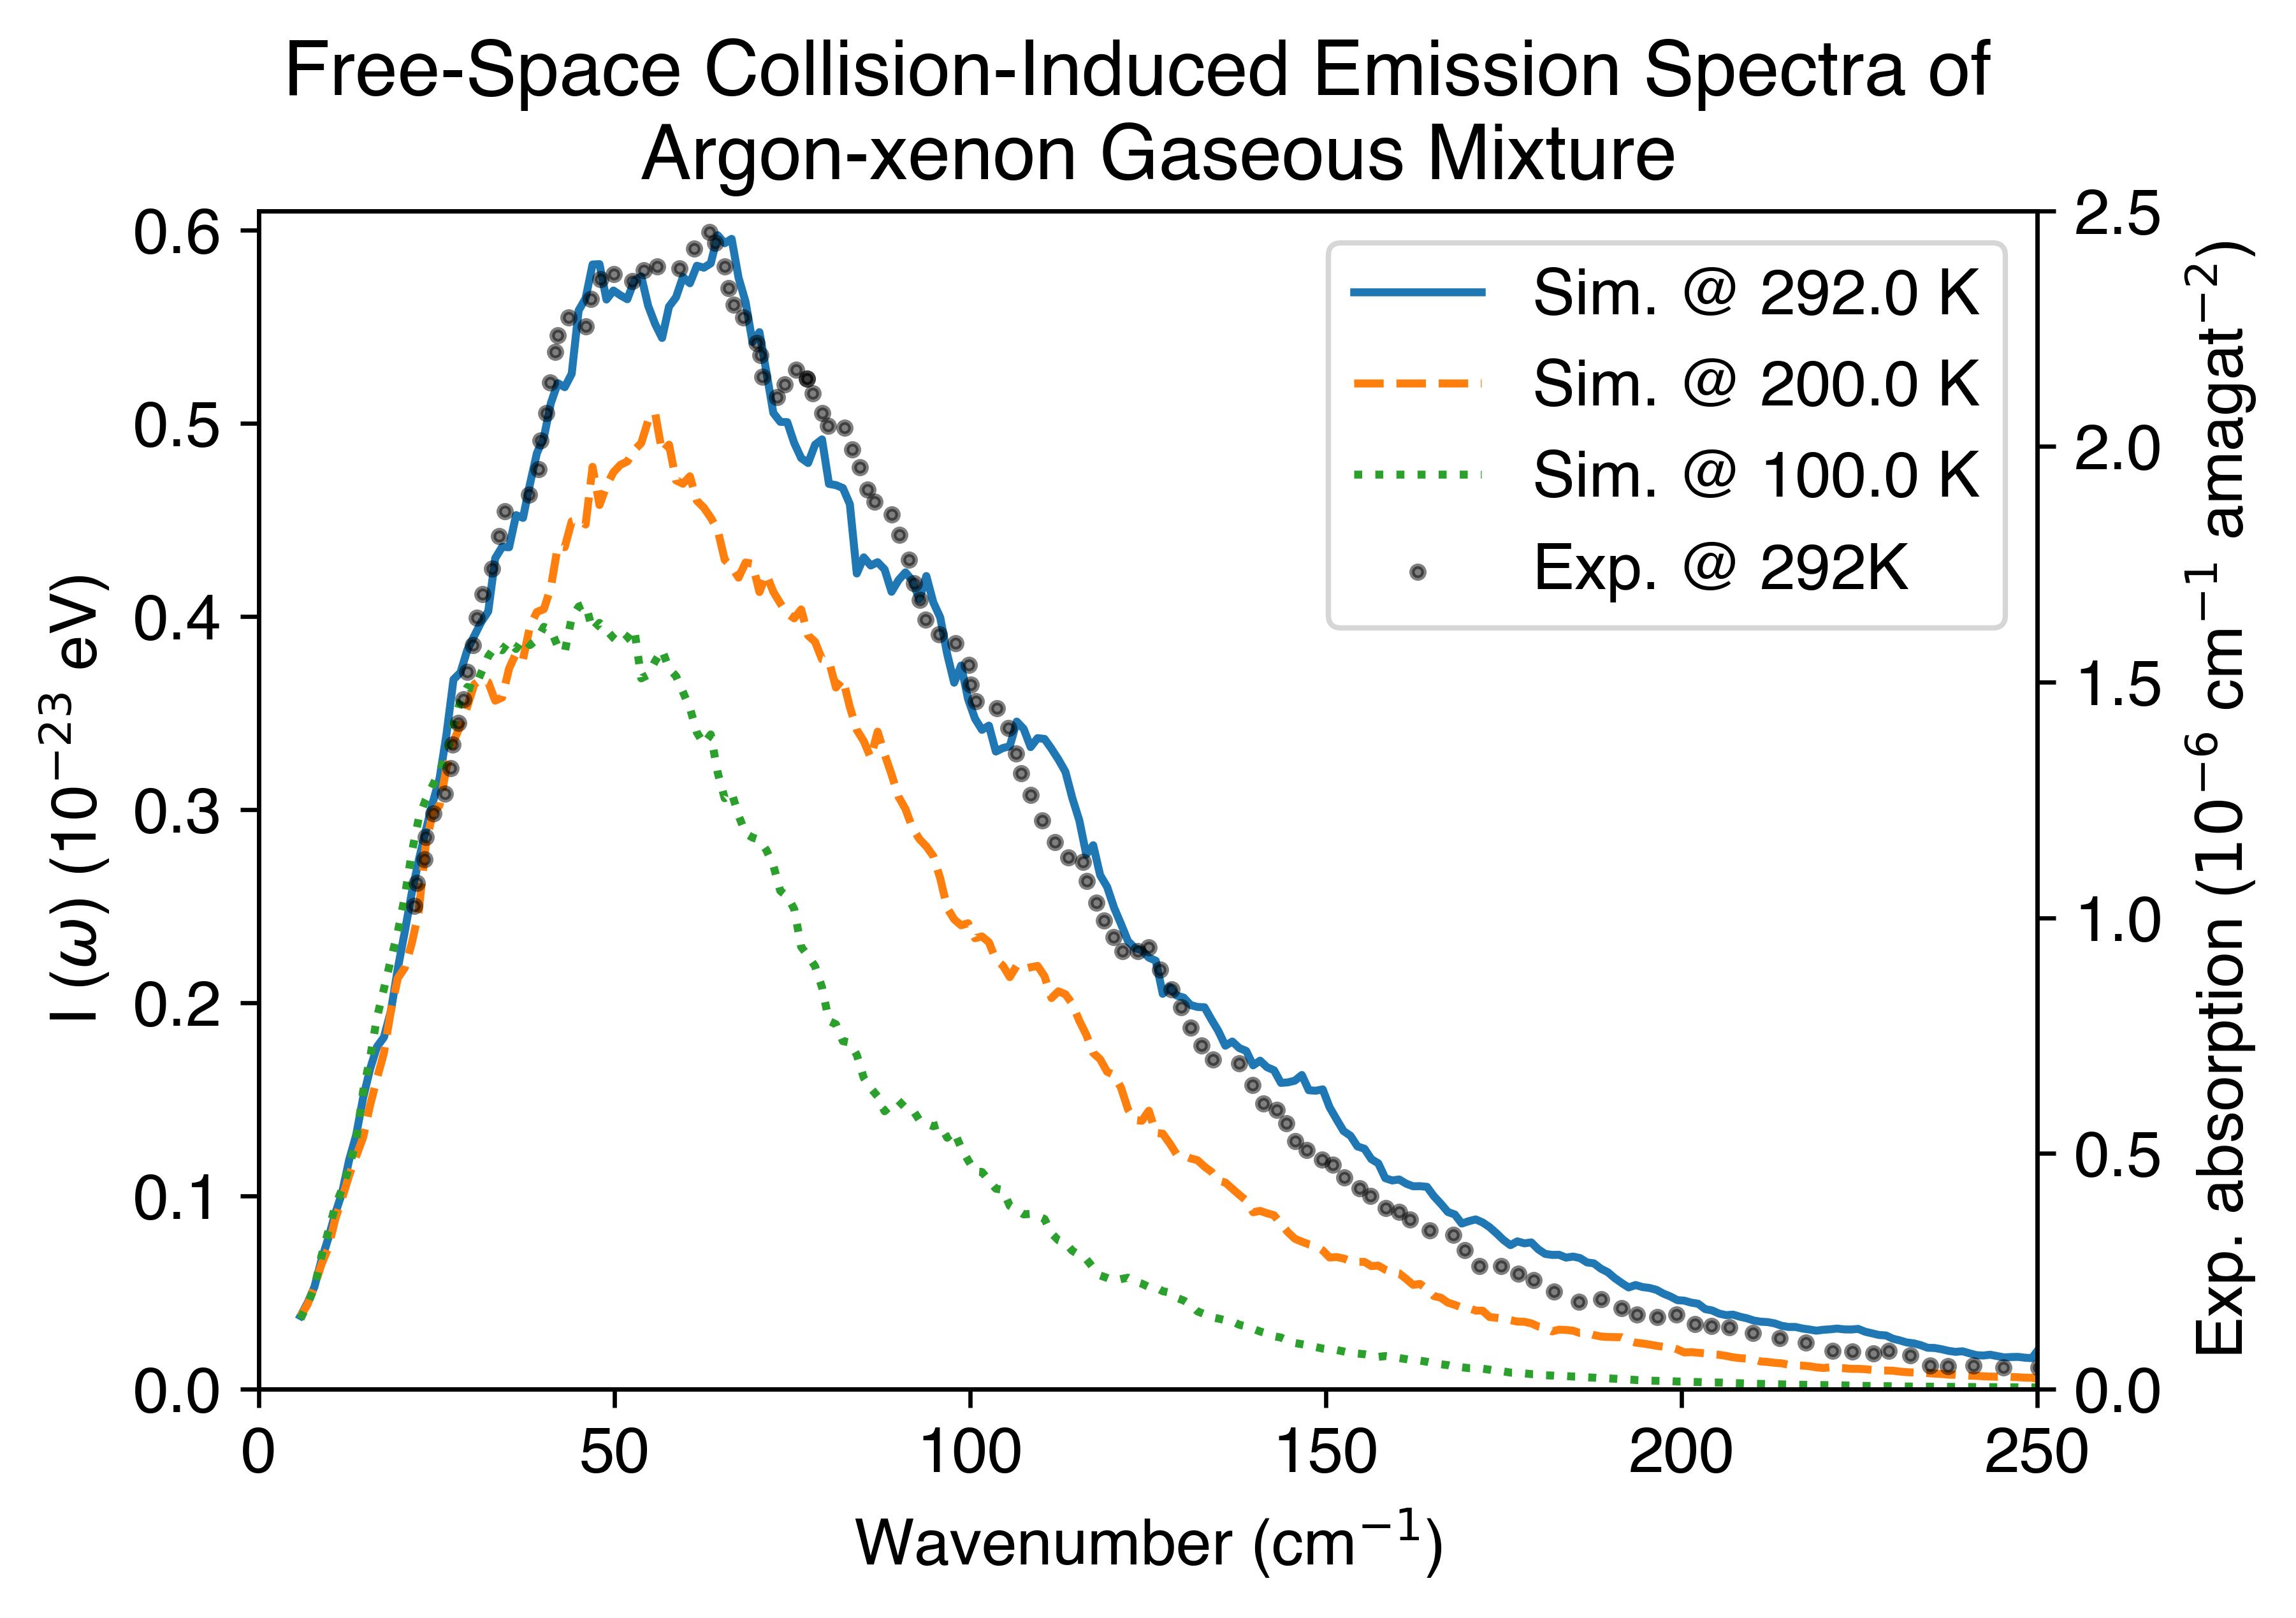 Free-Space Collision-Induced Emission Spectra of
Argon-xenon Gaseous Mixture
I (ω) (10⁻²³ eV)
0.6
0.5
0.4
0.3
0.2
0.1
0.0
Sim. @ 292.0 K
Sim. @ 200.0 K
Sim. @ 100.0 K
Exp. @ 292K
2.5
2.0
1.5
1.0
0.5
0.0
Exp. absorption (10⁻⁶ cm⁻¹ amagat⁻²)
0 50 100 150 200 250
Wavenumber (cm⁻¹)